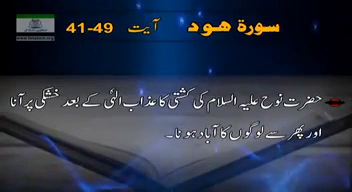 سورة هود آیت 41-49
حضرت نوح علیہ السلام کی کشتی کا عذاب الٰہی کے بعد خشکی پر آنا
اور پھر سے لوگوں کا آباد ہونا۔